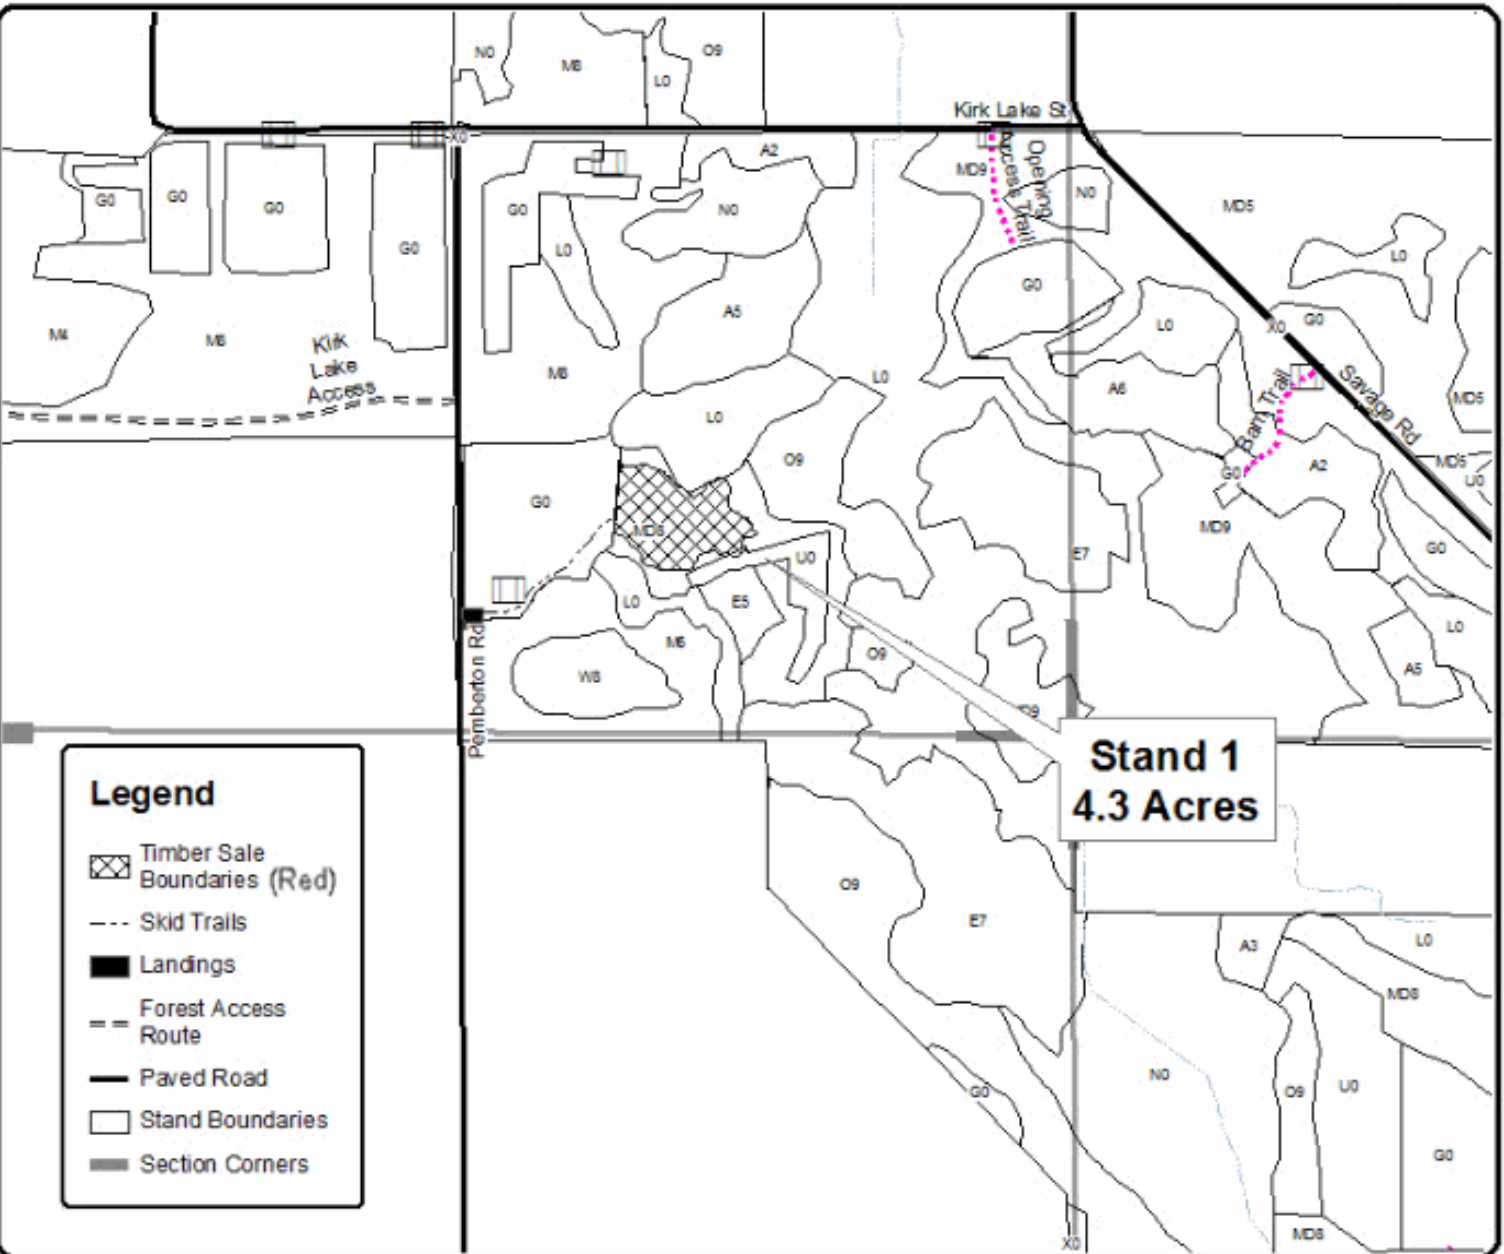 N0
M8
L0
O9
Kirk Lake St
X0
A2
MD9
Opening
Access Trail
N0
MD5
G0
G0
G0
G0
G0
L0
N0
L0
G0
M4
M6
Kirk
Lake
Access
A5
M8
L0
L0
X0
G0
A6
Barn Trail
Savage Rd
MD5
L0
O9
G0
A2
MD5
U0
G0
MD8
MD9
G0
U0
E7
L0
E5
M6
O9
L0
W8
A5
Pemberton Rd
Stand 1
4.3 Acres
O9
E7
A3
L0
MD8
G0
N0
O9
U0
G0
MD8
X0
Legend
Timber Sale
Boundaries (Red)
Skid Trails
Landings
Forest Access
Route
Paved Road
Stand Boundaries
Section Corners